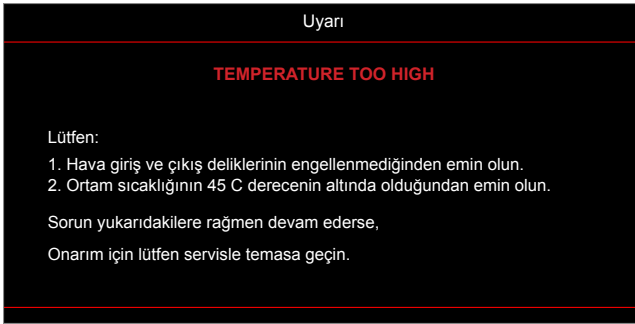 Uyarı
TEMPERATURE TOO HIGH
Lütfen:
1. Hava giriş ve çıkış deliklerinin engellenmediğinden emin olun.
2. Ortam sıcaklığının 45 C derecenin altında olduğundan emin olun.
Sorun yukarıdakilere rağmen devam ederse,
Onarım için lütfen servisle temasa geçin.